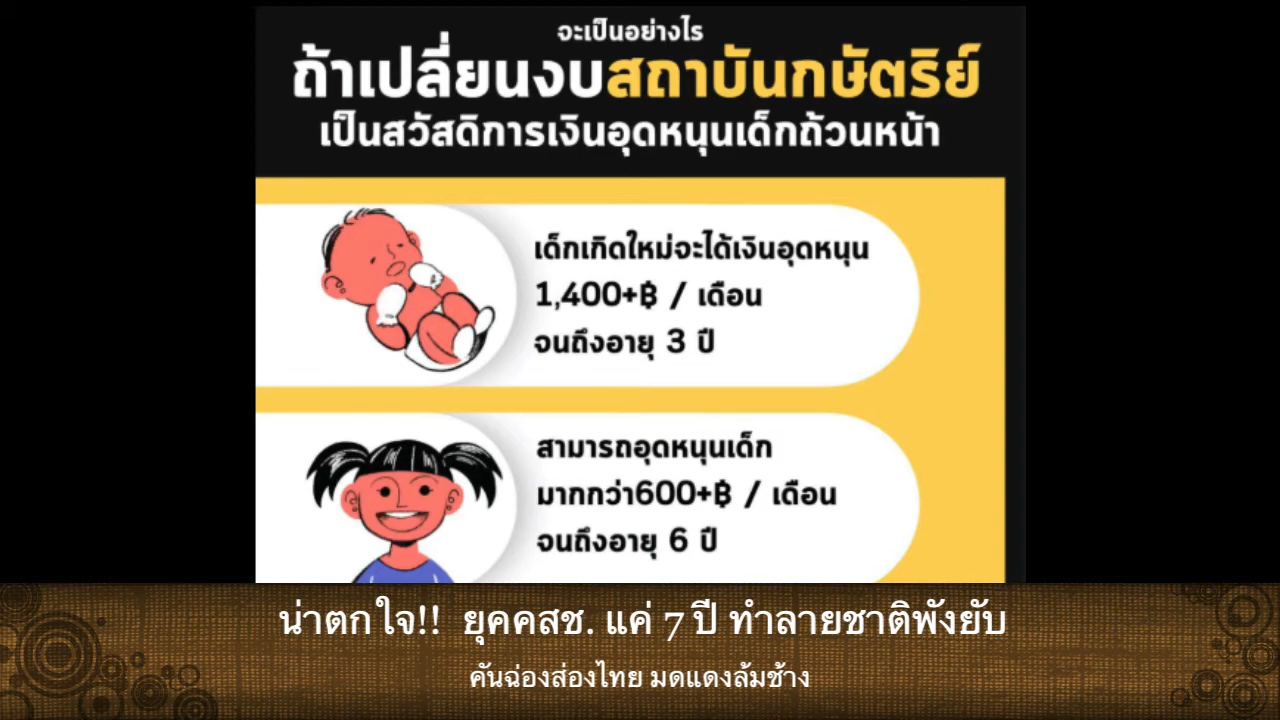 จะเป็นอย่างไร
ถ้าเปลี่ยนงบสถาบันกษัตริย์
เป็นสวัสดิการเงินอุดหนุนเด็กถ้วนหน้า
เด็กเกิดใหม่จะได้เงินอุดหนุน
1,400+฿ / เดือน
จนถึงอายุ 3 ปี
สามารถอุดหนุนเด็ก
มากกว่า600+฿ / เดือน
จนถึงอายุ 6 ปี
น่าตกใจ!! ยุคคสช. แค่ 7 ปี ทำลายชาติพังยับ
คันฉ่องส่องไทย มดแดงล้มช้าง